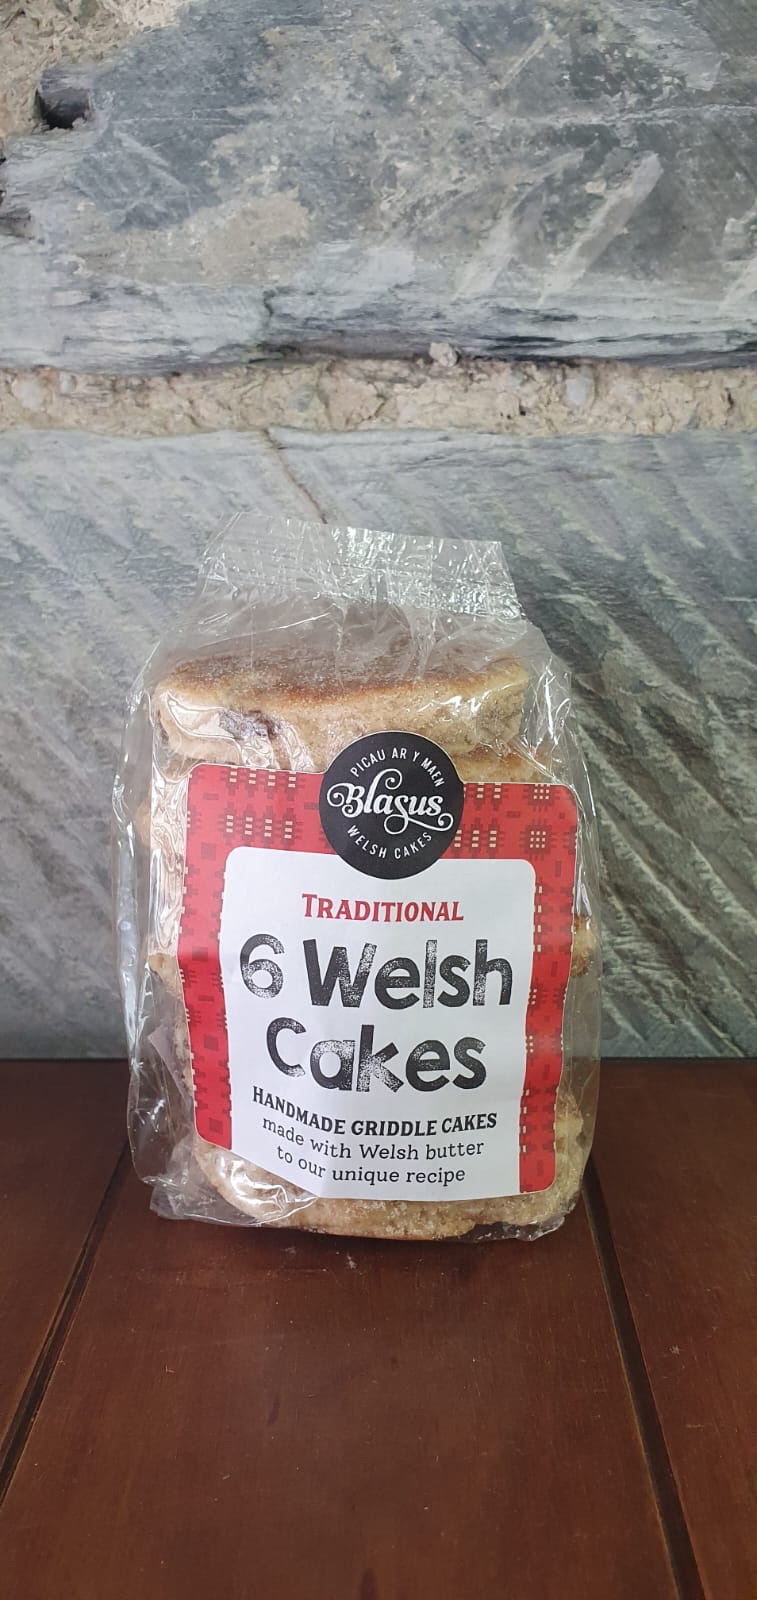 PICAU AR Y MAEN
Blasus
WELSH CAKES
TRADITIONAL
6 Welsh
Cakes
HANDMADE GRIDDLE CAKES
made with Welsh butter
to our unique recipe